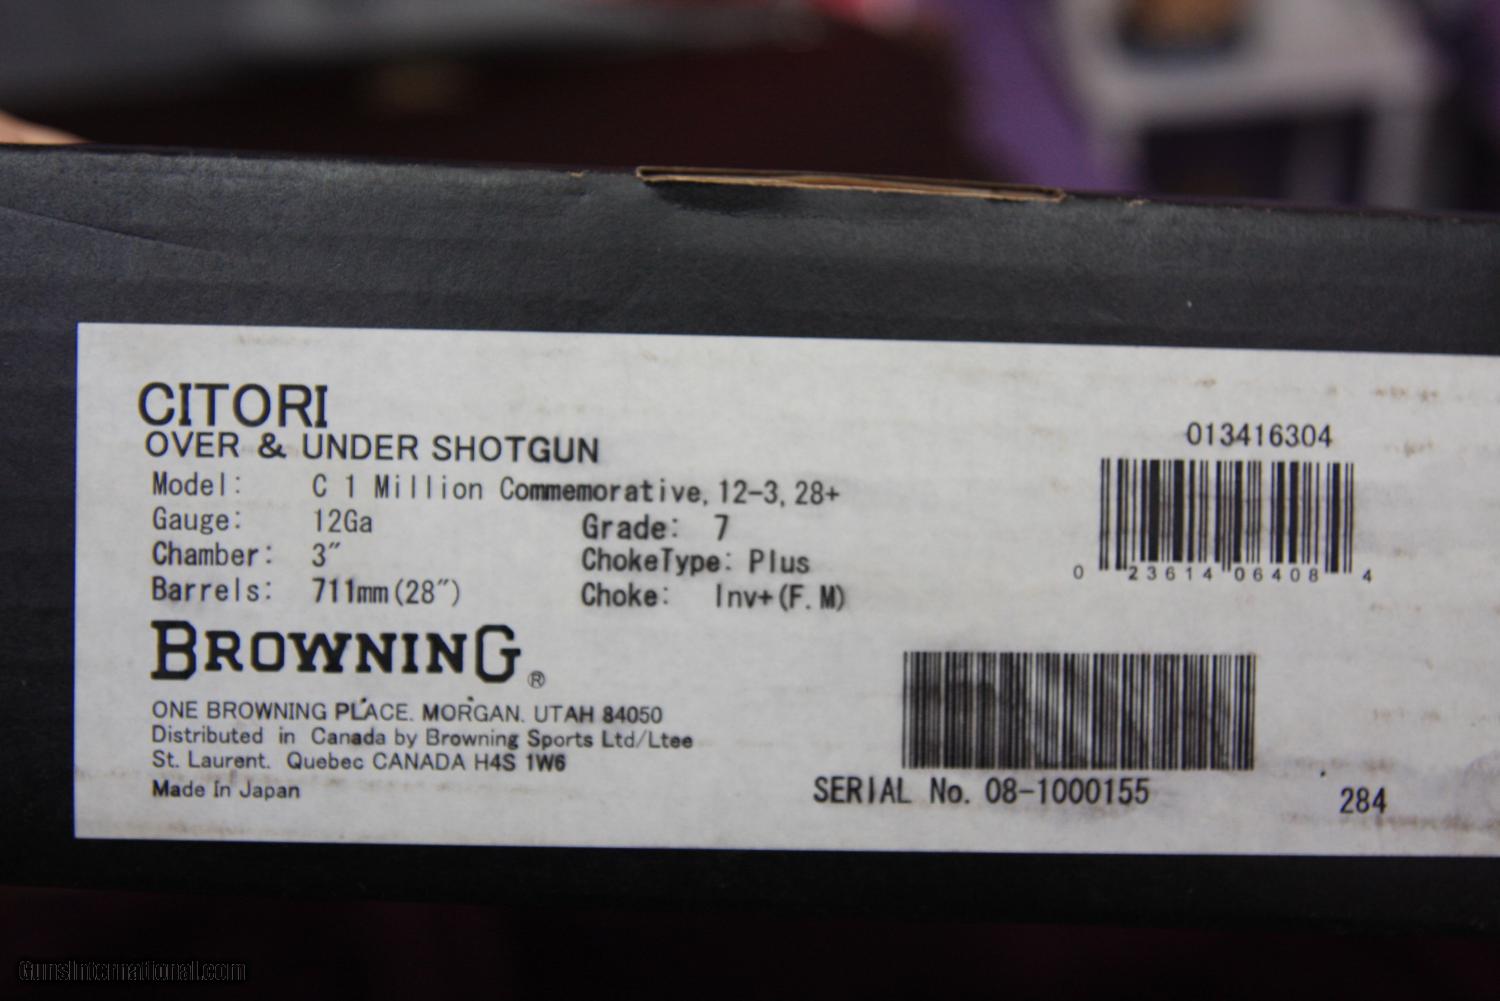 CITORI
OVER & UNDER SHOTGUN
Model: C 1 Million Commemorative, 12-3, 28+
Gauge: 12Ga Grade: 7
Chamber: 3" ChokeType: Plus
Barrels: 711mm(28") Choke: Inv+(F.M)
BROWNING®
ONE BROWNING PLACE. MORGAN. UTAH 84050
Distributed in Canada by Browning Sports Ltd/Ltee
St. Laurent. Quebec CANADA H4S 1W6
Made In Japan
013416304
0 23614 06408 4
SERIAL No. 08-1000155
284
GunsInternational.com